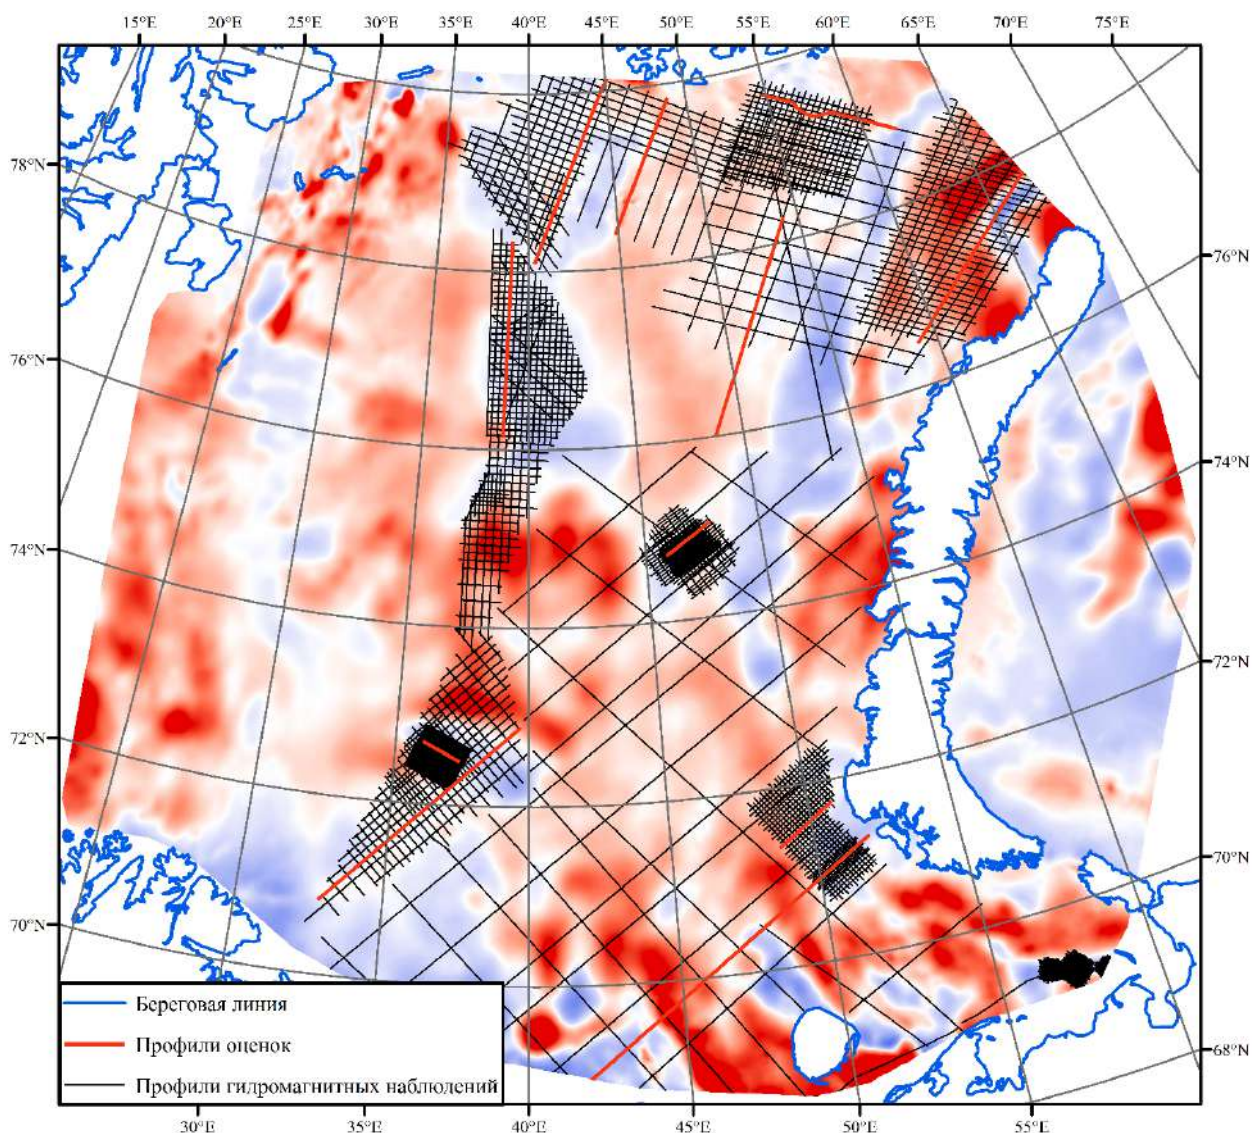 15°E 20°E 25°E 30°E 35°E 40°E 45°E 50°E 55°E 60°E 65°E 70°E 75°E
78°N
76°N
76°N
74°N
74°N
72°N
72°N
70°N
70°N
68°N
Береговая линия
Профили оценок
Профили гидромагнитных наблюдений
30°E 35°E 40°E 45°E 50°E 55°E